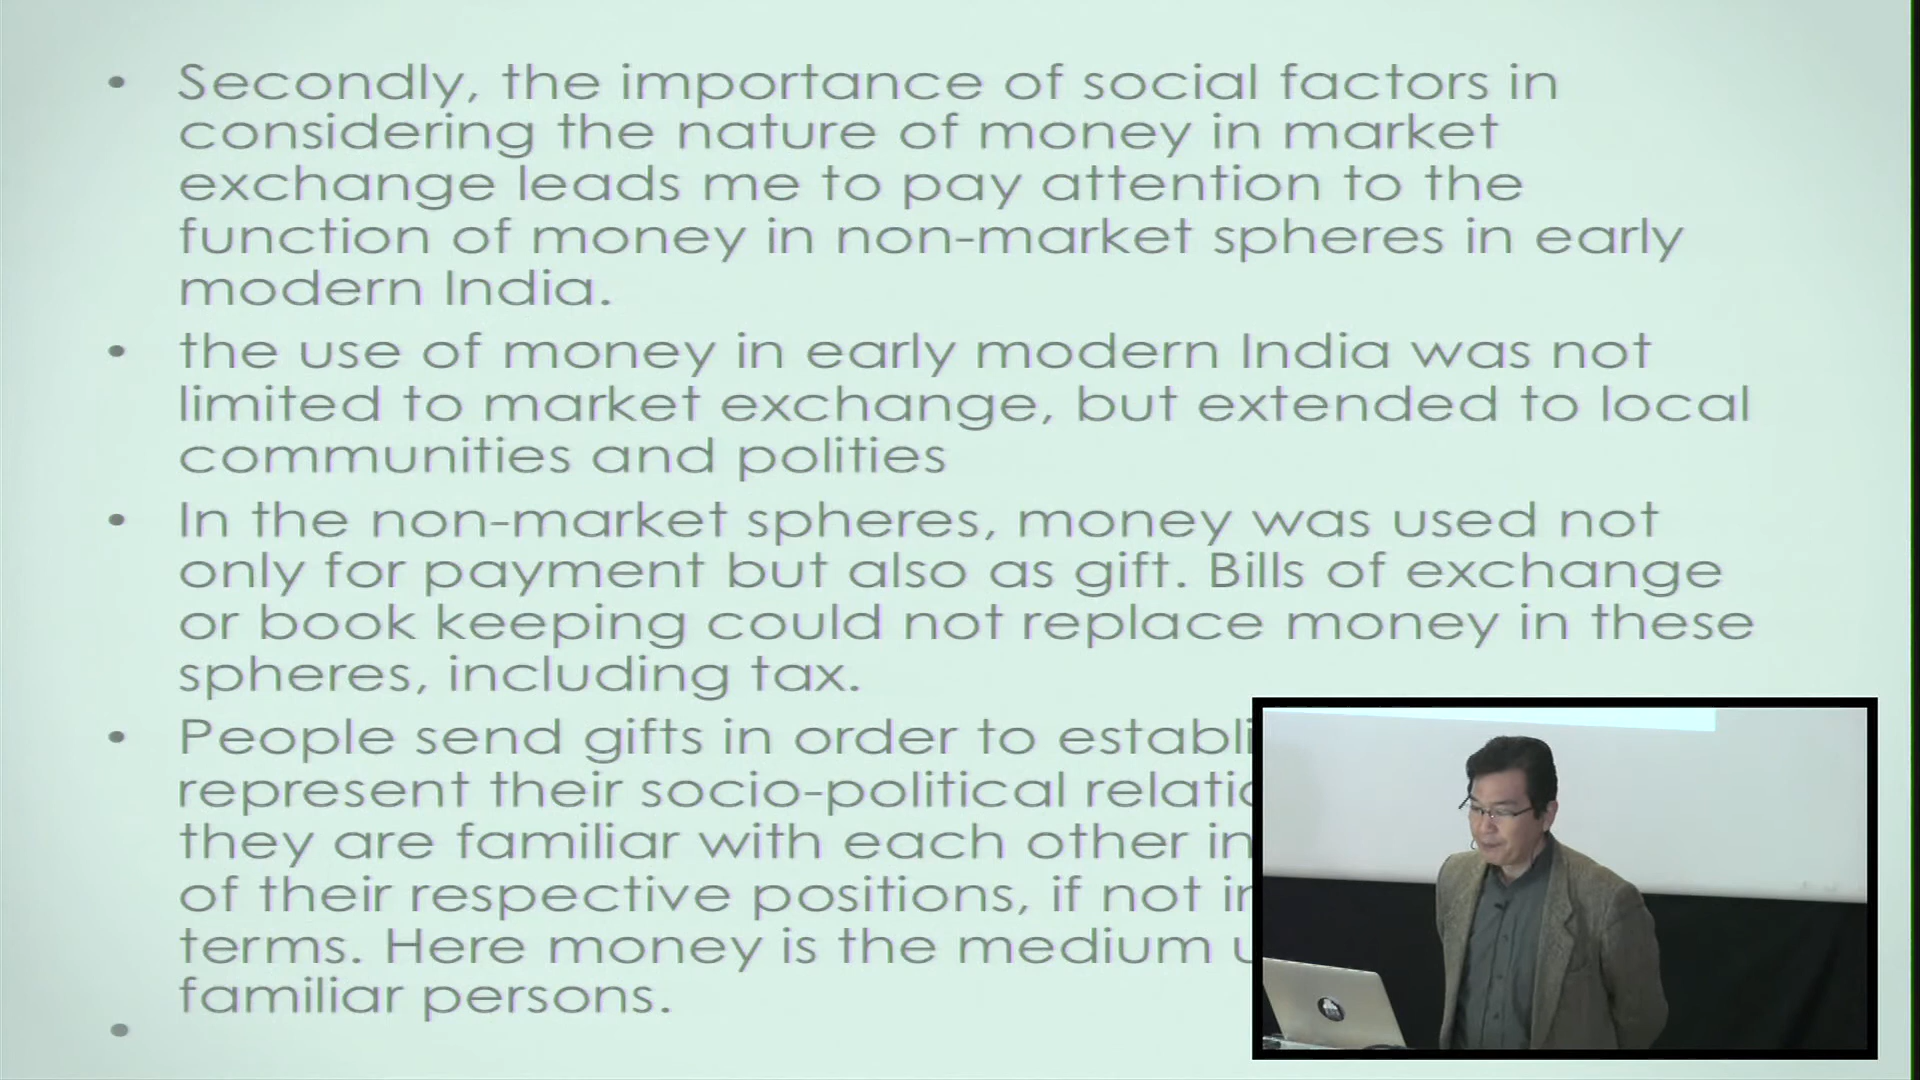 • Secondly, the importance of social factors in
considering the nature of money in market
exchange leads me to pay attention to the
function of money in non-market spheres in early
modern India.
• the use of money in early modern India was not
limited to market exchange, but extended to local
communities and polities
• In the non-market spheres, money was used not
only for payment but also as gift. Bills of exchange
or book keeping could not replace money in these
spheres, including tax.
• People send gifts in order to
represent their socio-political
they are familiar with each other
of their respective positions, if not
terms. Here money is the medium
familiar persons.
•